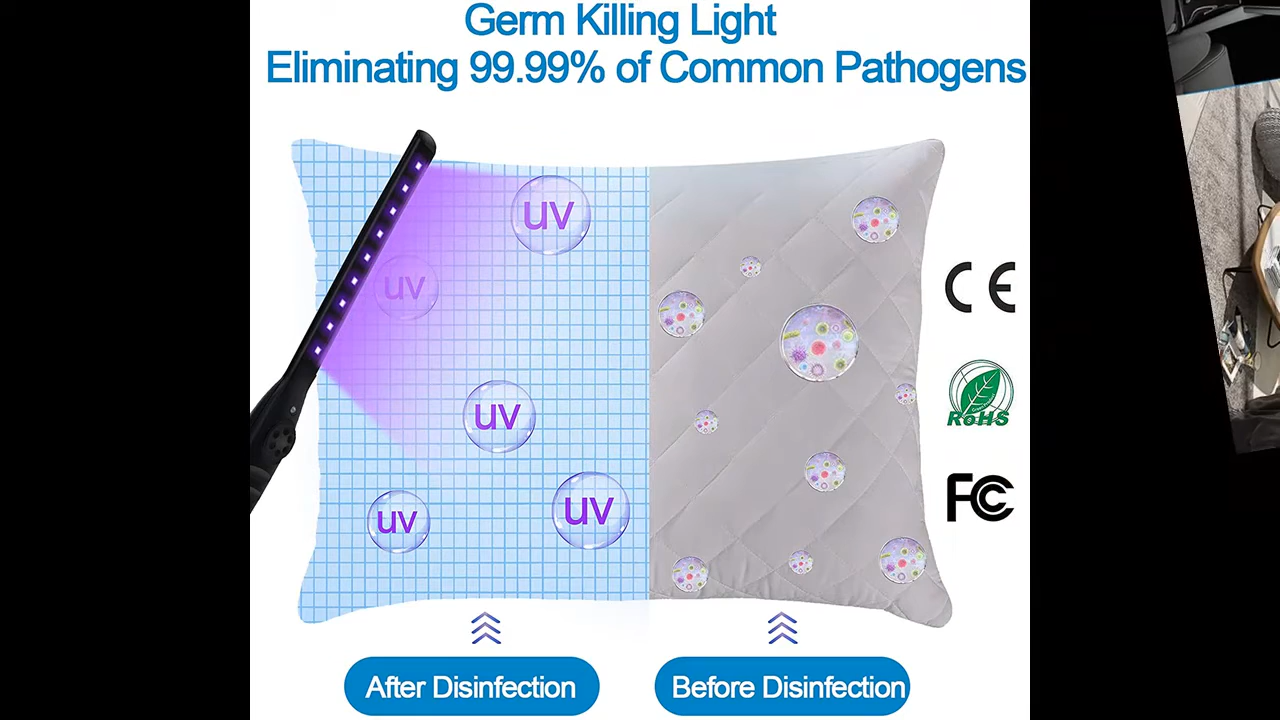 Germ Killing Light
Eliminating 99.99% of Common Pathogens
uv
uv
uv
uv
uv
CE
RoHS
FC
After Disinfection
Before Disinfection